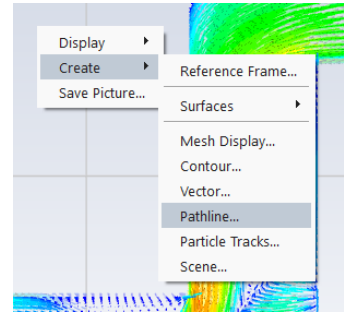 Display
Create
Save Picture...
Reference Frame...
Surfaces
Mesh Display...
Contour...
Vector...
Pathline...
Particle Tracks...
Scene...